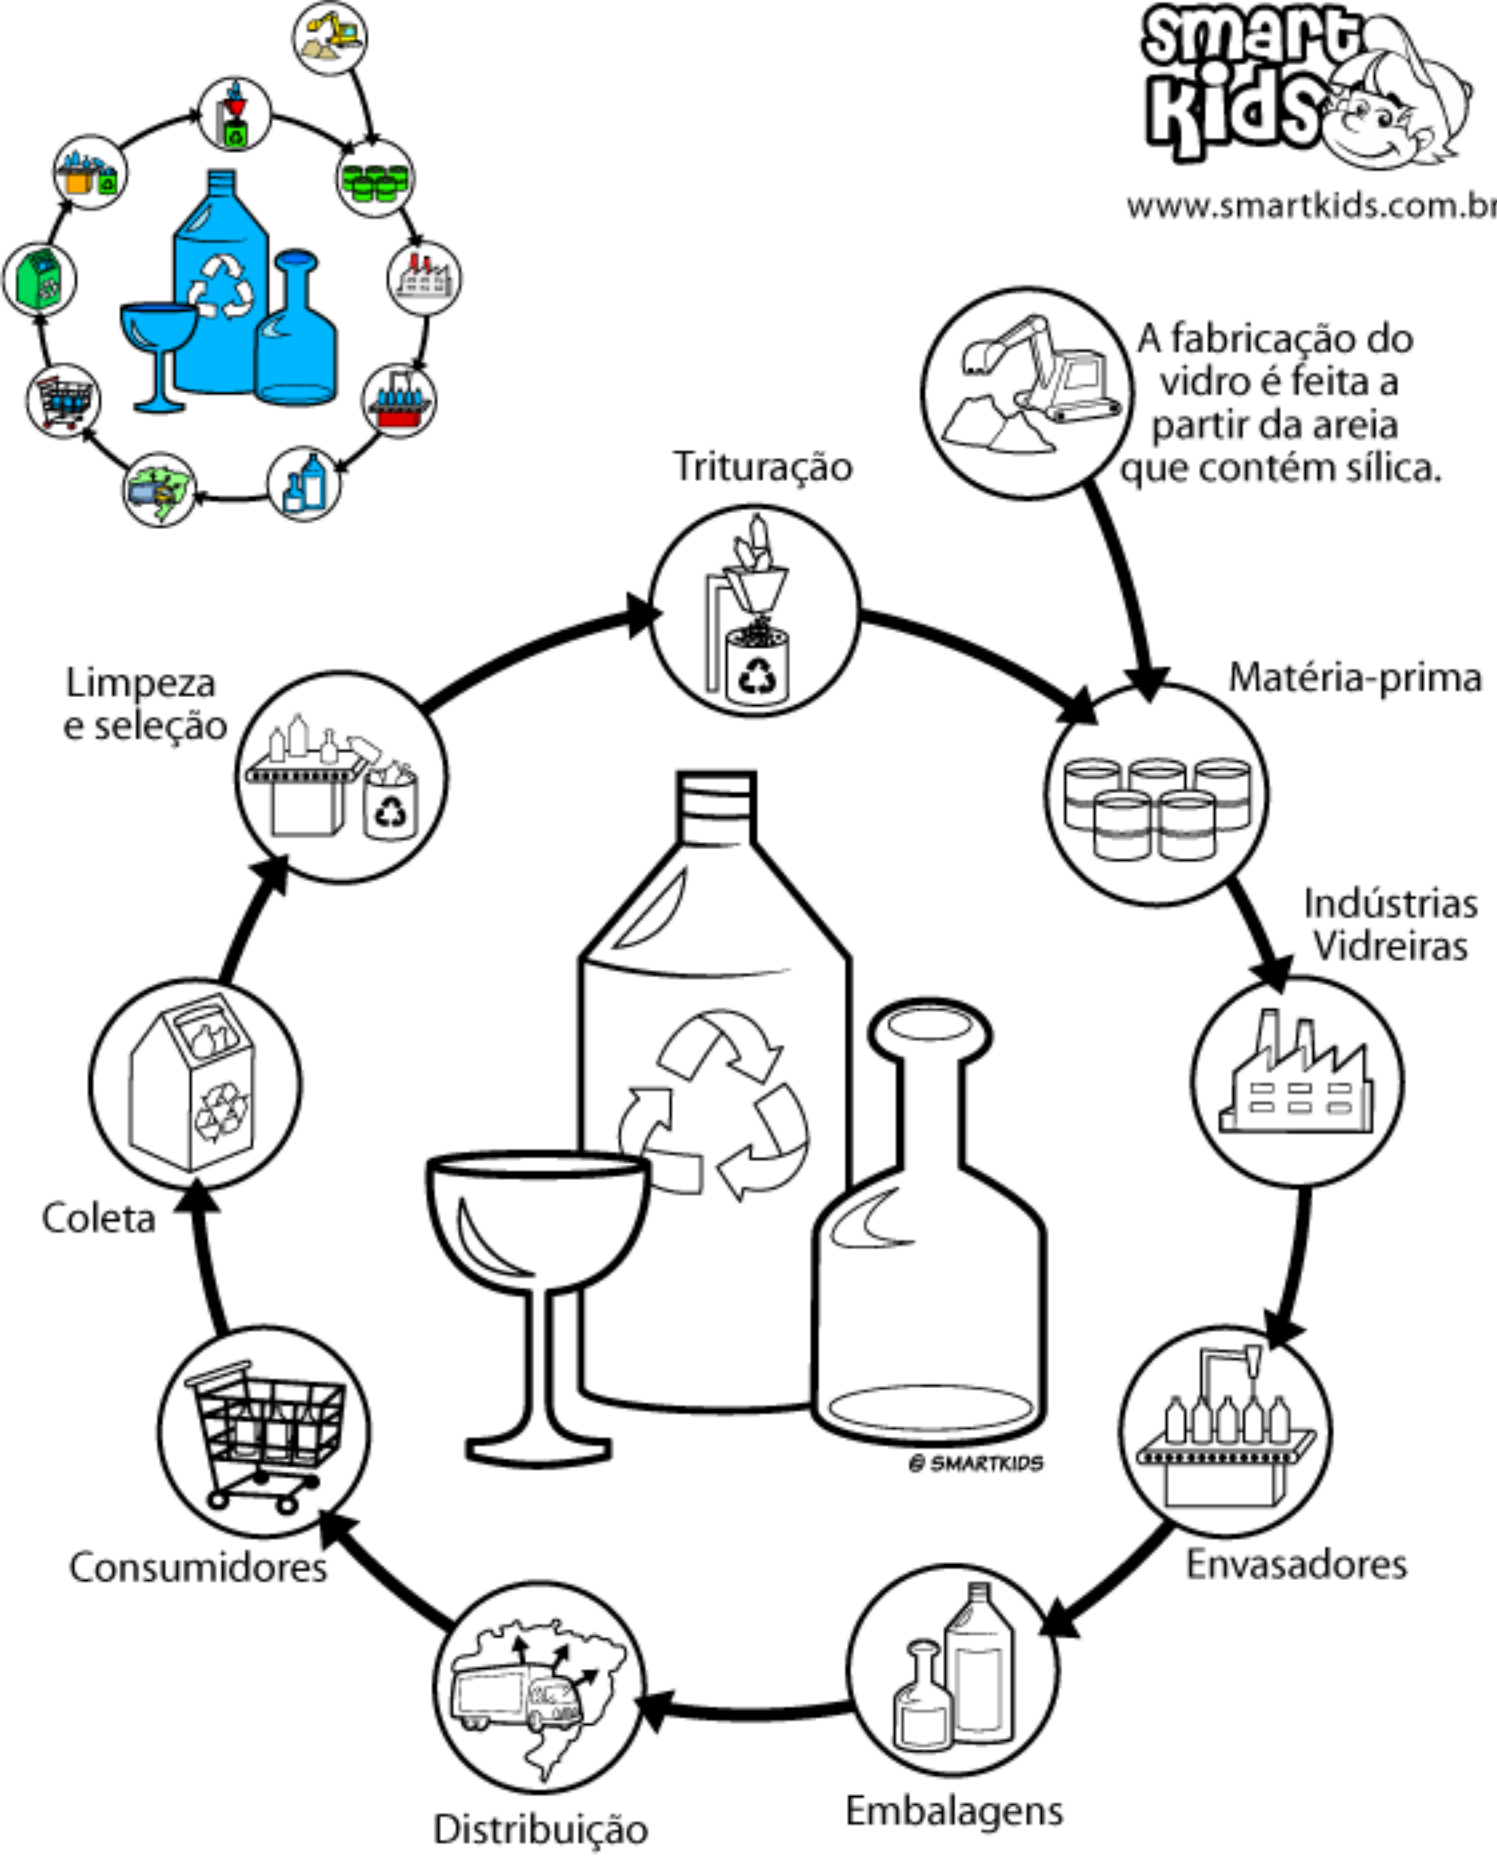 smart
kids
www.smartkids.com.br
A fabricação do
vidro é feita a
partir da areia
que contém sílica.
Trituração
Matéria-prima
Limpeza
e seleção
Indústrias
Vidreiras
Coleta
@ SMARTKIDS
Consumidores
Envasadores
Embalagens
Distribuição